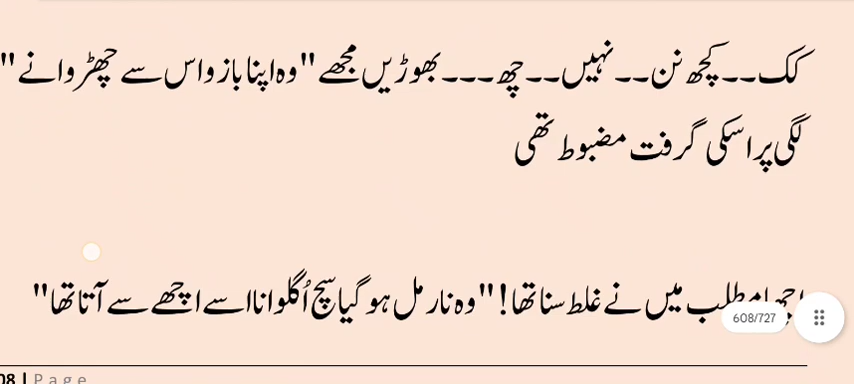 کک۔۔کچھ نن۔۔نہیں۔۔چھ۔۔۔بھوڑیں مجھے"وہ اپنا بازو اس سے چھڑوانے"
لگی پر اسکی گرفت مضبوط تھی
اچھا مطلب میں نے غلط سنا تھا!"وہ نارمل ہو گیا سچ اُگلوانا اسے اچھے سے آتا تھا"
608/727
08 | Page